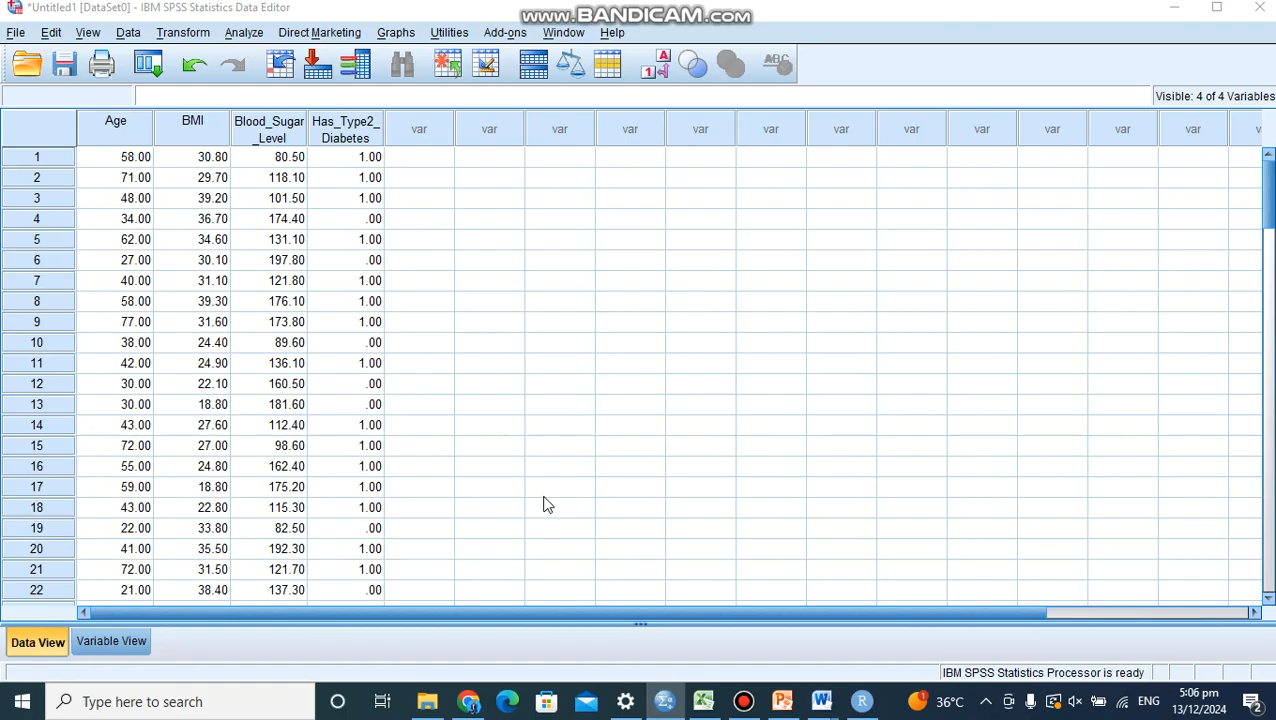 *Untitled1 [DataSet0] - IBM SPSS Statistics Data Editor
www.BANDICAM.com
File Edit View Data Transform Analyze Direct Marketing Graphs Utilities Add-ons Window Help
Visible: 4 of 4 Variables
Age BMI Blood_Sugar_Level Has_Type2_Diabetes var var var var var var var var var var var var v
1 58.00 30.80 80.50 1.00
2 71.00 29.70 118.10 1.00
3 48.00 39.20 101.50 1.00
4 34.00 36.70 174.40 .00
5 62.00 34.60 131.10 1.00
6 27.00 30.10 197.80 .00
7 40.00 31.10 121.80 1.00
8 58.00 39.30 176.10 1.00
9 77.00 31.60 173.80 1.00
10 38.00 24.40 89.60 .00
11 42.00 24.90 136.10 1.00
12 30.00 22.10 160.50 .00
13 30.00 18.80 181.60 .00
14 43.00 27.60 112.40 1.00
15 72.00 27.00 98.60 1.00
16 55.00 24.80 162.40 1.00
17 59.00 18.80 175.20 1.00
18 43.00 22.80 115.30 1.00
19 22.00 33.80 82.50 .00
20 41.00 35.50 192.30 1.00
21 72.00 31.50 121.70 1.00
22 21.00 38.40 137.30 .00
Data View Variable View
IBM SPSS Statistics Processor is ready
Type here to search
36°C ENG
5:06 pm
13/12/2024